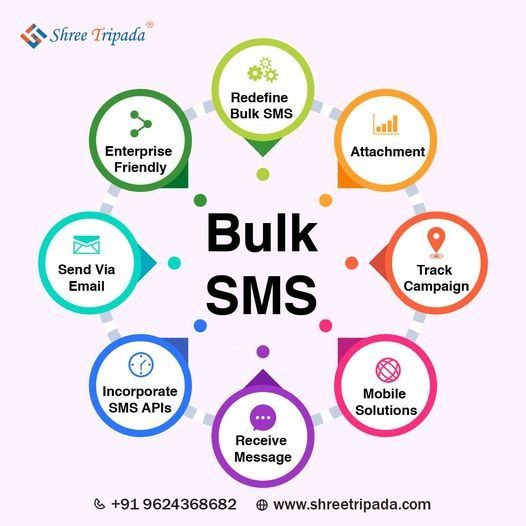 Shree Tripada®
Redefine
Bulk SMS
Attachment
Track
Campaign
Mobile
Solutions
Receive
Message
Incorporate
SMS APIs
Send Via
Email
Enterprise
Friendly
Bulk
SMS
+91 9624368682 www.shreetripada.com